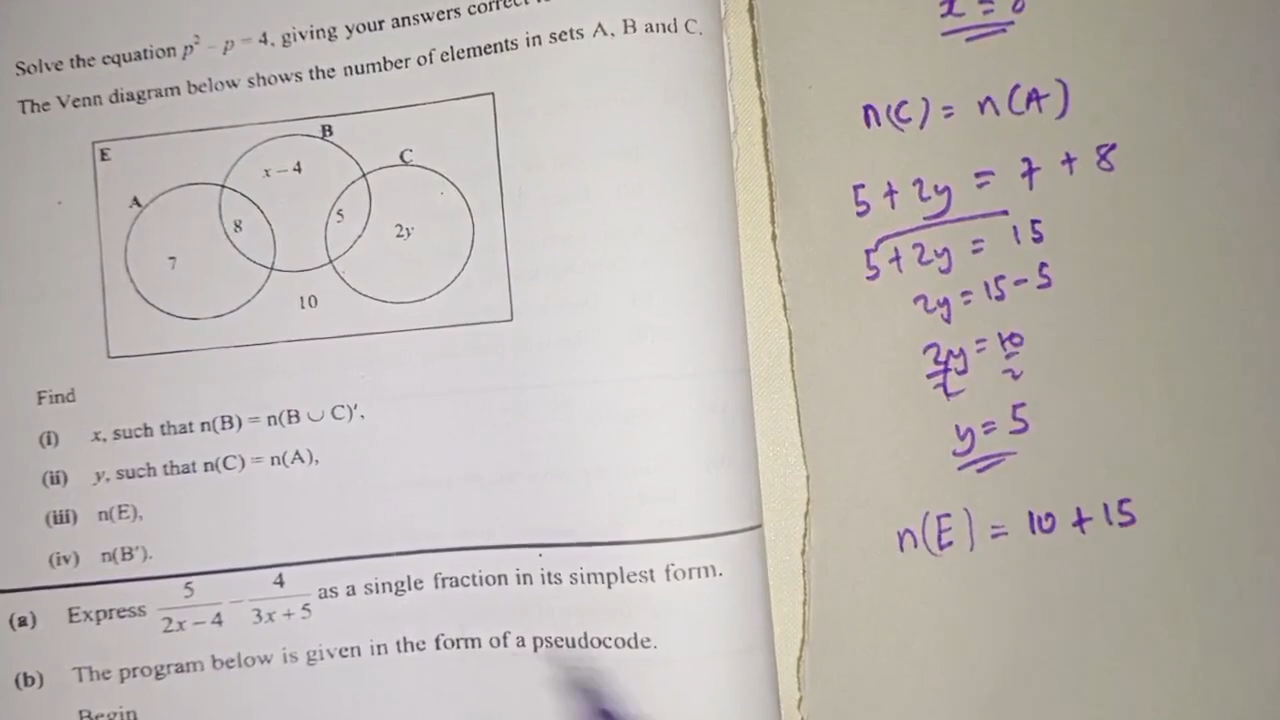 Solve the equation p² - p = 4, giving your answers correct
The Venn diagram below shows the number of elements in sets A, B and C.
E
B
C
A
x – 4
8
5
2y
7
10
Find
(i) x, such that n(B) = n(B ∪ C)′,
(ii) y, such that n(C) = n(A),
(iii) n(E),
(iv) n(B′).
(a) Express 5/(2x – 4) – 4/(3x + 5) as a single fraction in its simplest form.
(b) The program below is given in the form of a pseudocode.
Begin
n(C) = n(A)
5 + 2y = 7 + 8
5 + 2y = 15
2y = 15 - 5
2y/2 = 10/2
y = 5
n(E) = 10 + 15